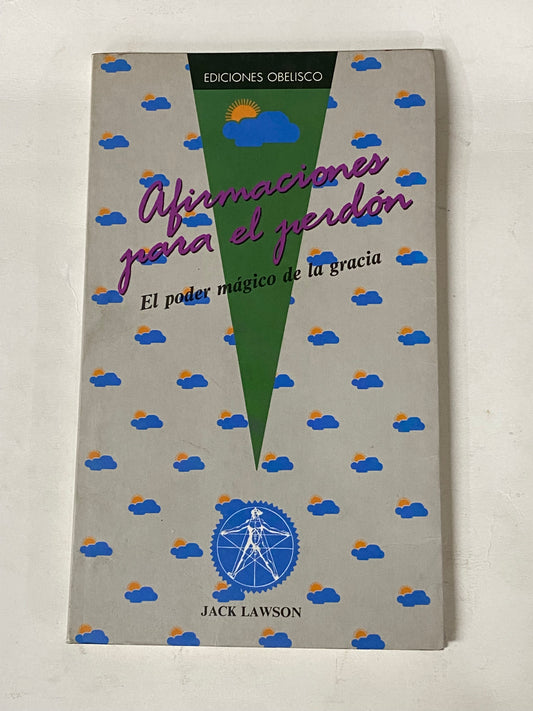 EDICIONES OBELISCO
Afirmaciones
para el perdón
El poder mágico de la gracia
JACK LAWSON